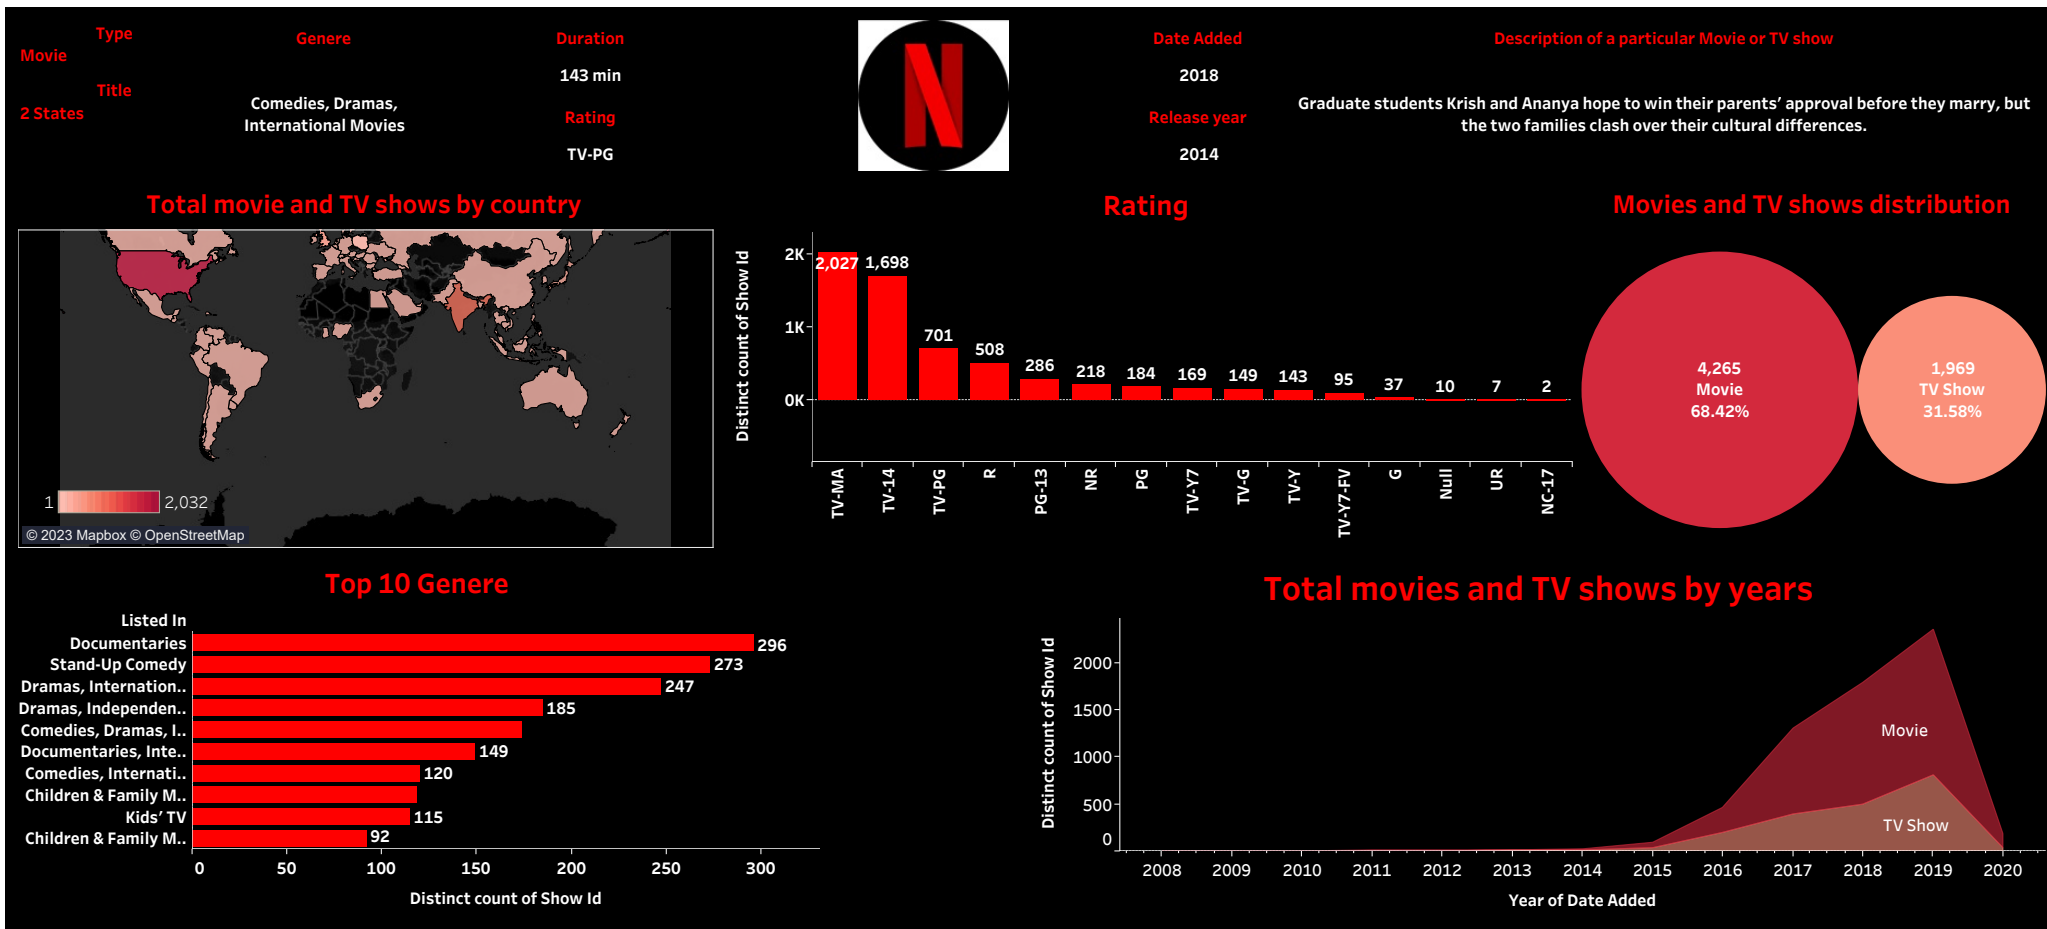 Type
Movie
Title
2 States
Genere
Comedies, Dramas,
International Movies
Duration
143 min
Rating
TV-PG
N
Date Added
2018
Release year
2014
Description of a particular Movie or TV show
Graduate students Krish and Ananya hope to win their parents’ approval before they marry, but
the two families clash over their cultural differences.
Total movie and TV shows by country
1
2,032
© 2023 Mapbox © OpenStreetMap
Rating
Distinct count of Show Id
2K
1K
0K
2,027
1,698
701
508
286
218
184
169
149
143
95
37
10
7
2
TV-MA
TV-14
TV-PG
R
PG-13
NR
PG
TV-Y7
TV-G
TV-Y
TV-Y7-FV
G
Null
UR
NC-17
Movies and TV shows distribution
4,265
Movie
68.42%
1,969
TV Show
31.58%
Top 10 Genere
Listed In
Documentaries 296
Stand-Up Comedy 273
Dramas, Internation.. 247
Dramas, Independen.. 185
Comedies, Dramas, I..
Documentaries, Inte.. 149
Comedies, Internati.. 120
Children & Family M..
Kids’ TV 115
Children & Family M.. 92
0 50 100 150 200 250 300
Distinct count of Show Id
Total movies and TV shows by years
Distinct count of Show Id
2000
1500
1000
500
0
Movie
TV Show
2008 2009 2010 2011 2012 2013 2014 2015 2016 2017 2018 2019 2020
Year of Date Added